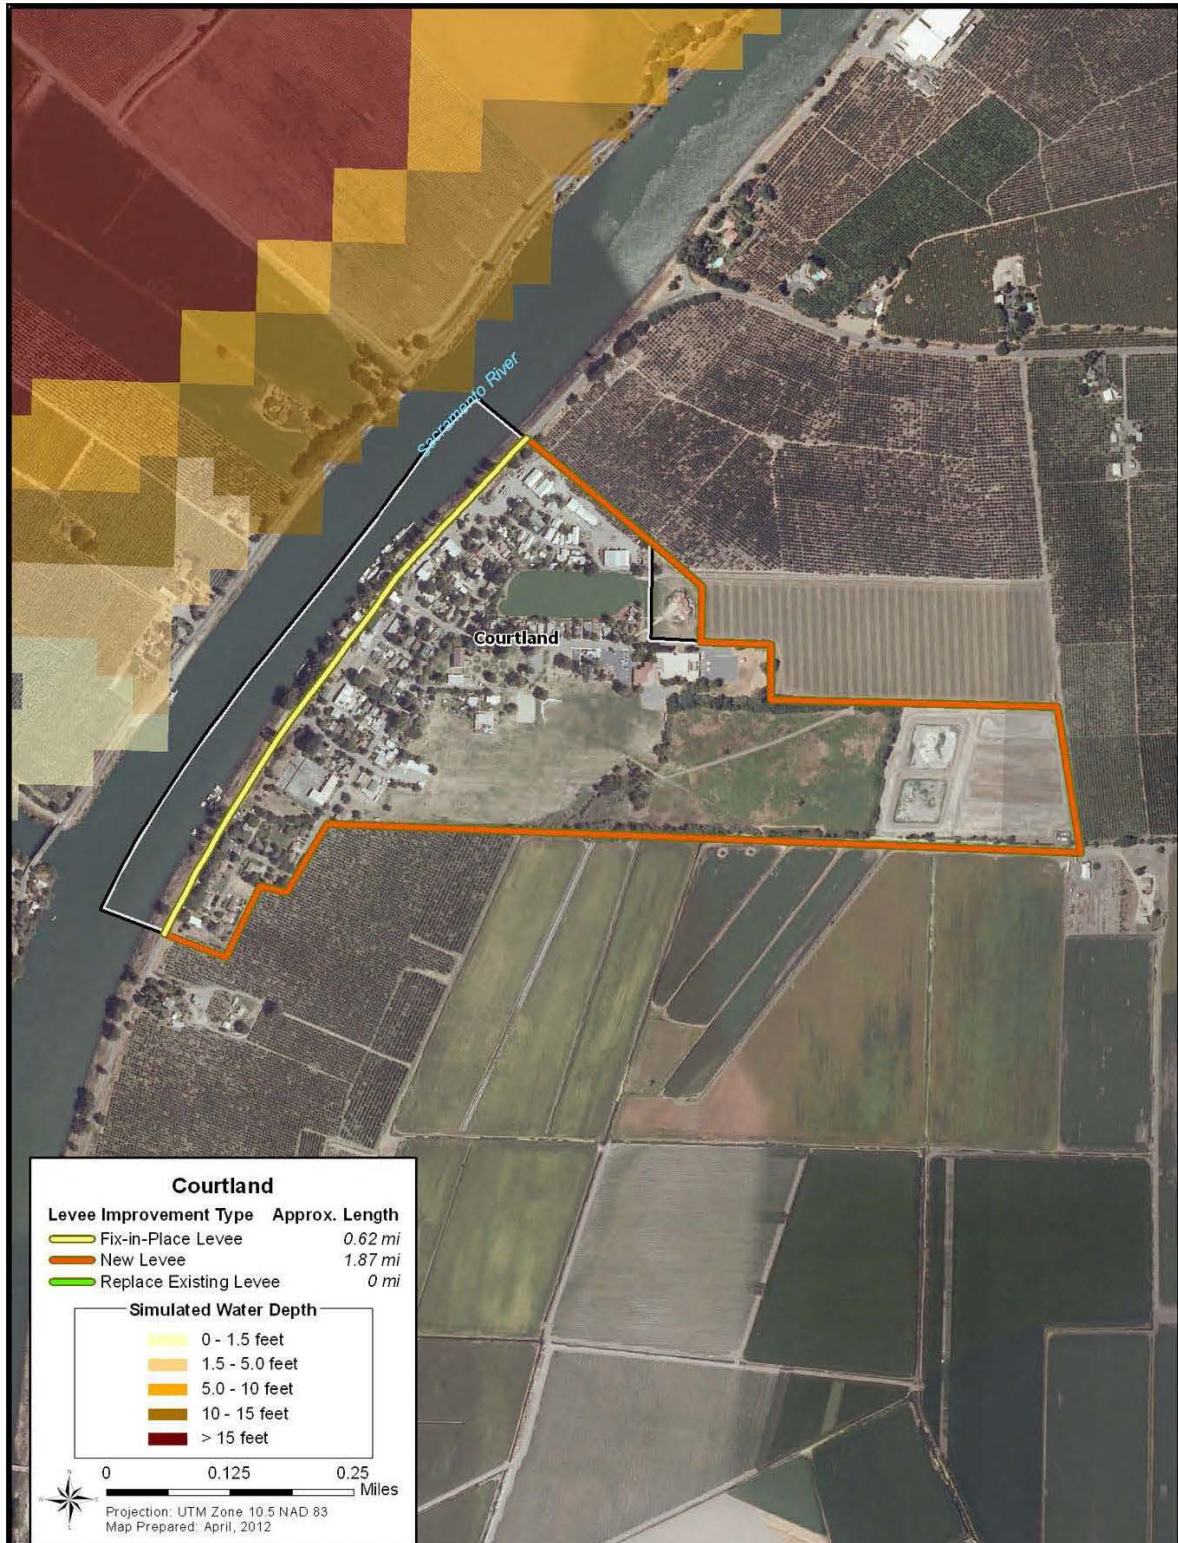 Sacramento River
Courtland
Courtland
Levee Improvement Type Approx. Length
Fix-in-Place Levee 0.62 mi
New Levee 1.87 mi
Replace Existing Levee 0 mi
Simulated Water Depth
0 - 1.5 feet
1.5 - 5.0 feet
5.0 - 10 feet
10 - 15 feet
> 15 feet
N
W E
S
0 0.125 0.25
Miles
Projection: UTM Zone 10.5 NAD 83
Map Prepared: April, 2012